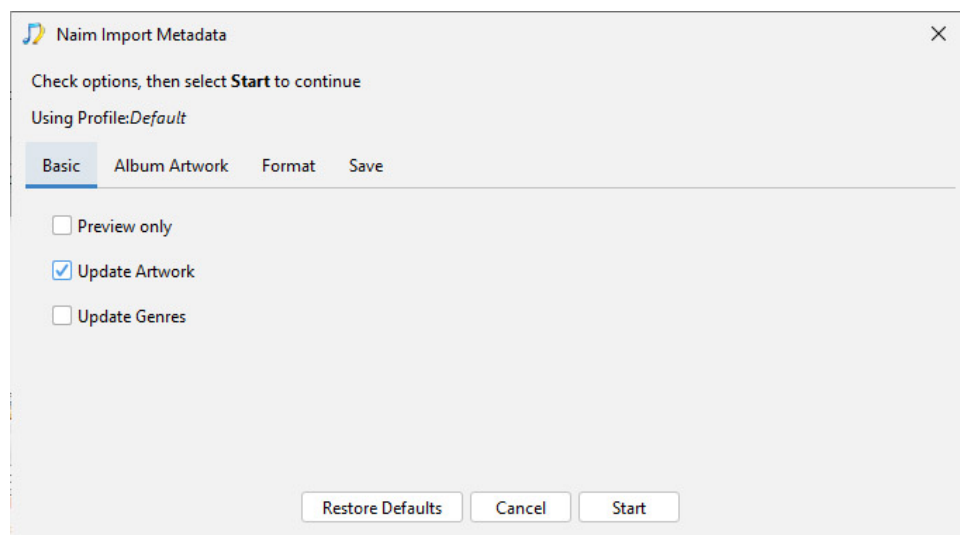 Naim Import Metadata
Check options, then select Start to continue
Using Profile:Default
Basic Album Artwork Format Save
Preview only
Update Artwork
Update Genres
Restore Defaults Cancel Start